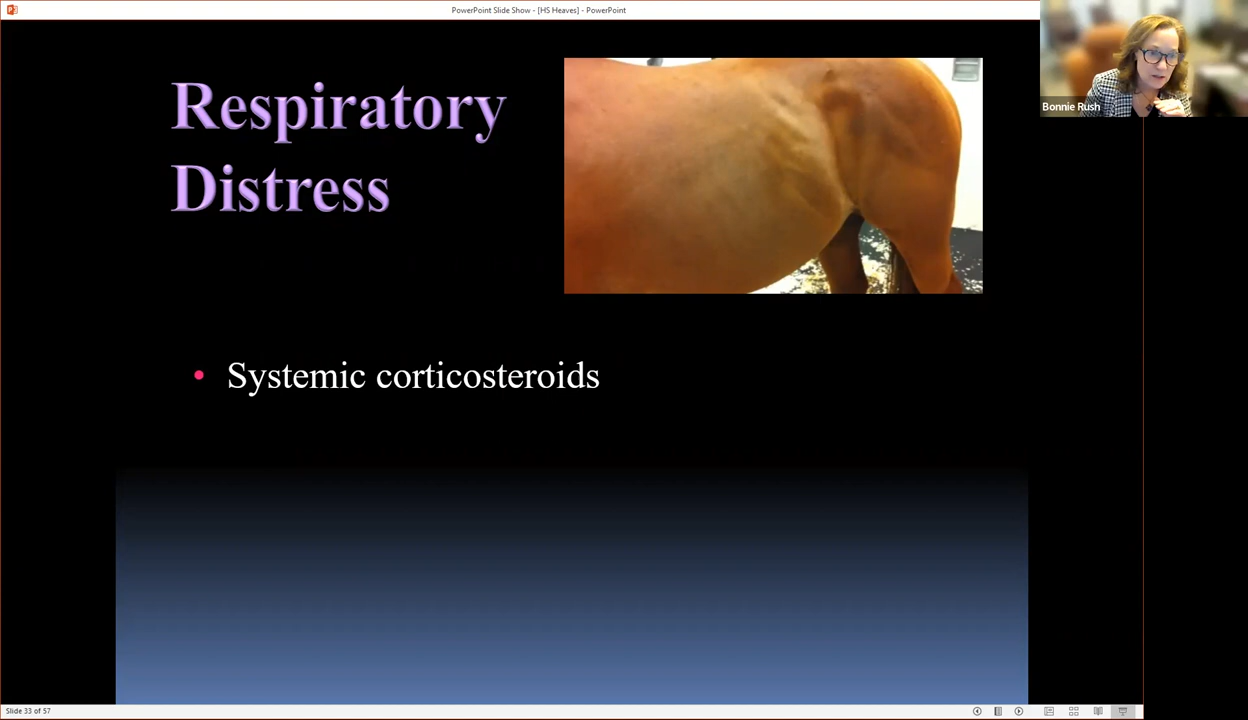 PowerPoint Slide Show - [HS Heaves] - PowerPoint
Bonnie Rush
Respiratory
Distress
• Systemic corticosteroids
Slide 33 of 57